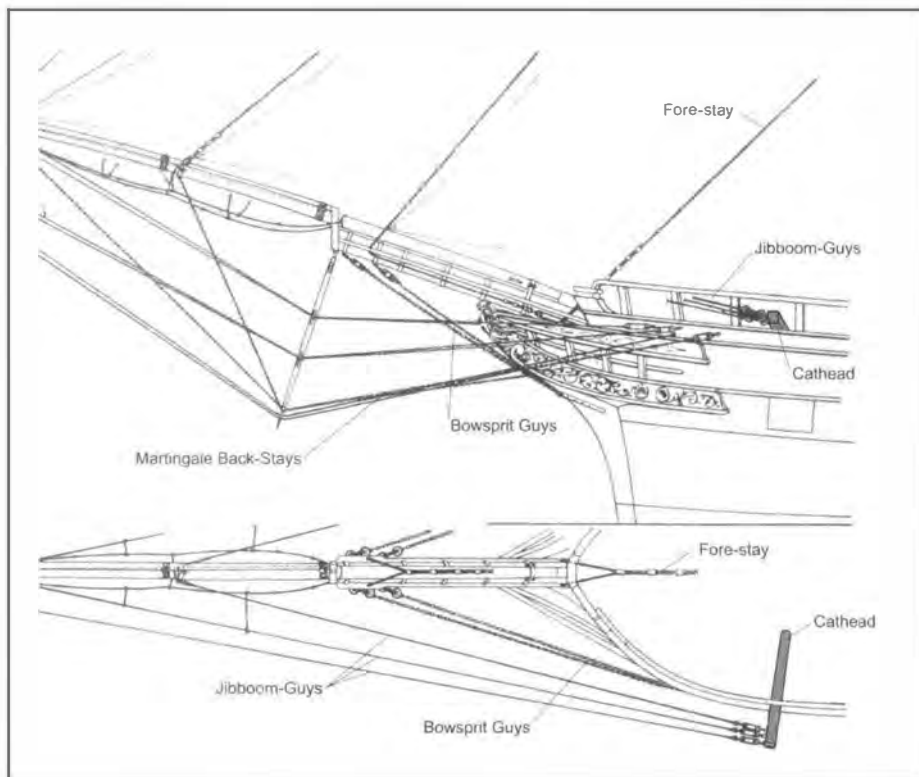 Fore-stay
Jibboom-Guys
Cathead
Bowsprit Guys
Martingale Back-Stays
Fore-stay
Cathead
Jibboom-Guys
Bowsprit Guys